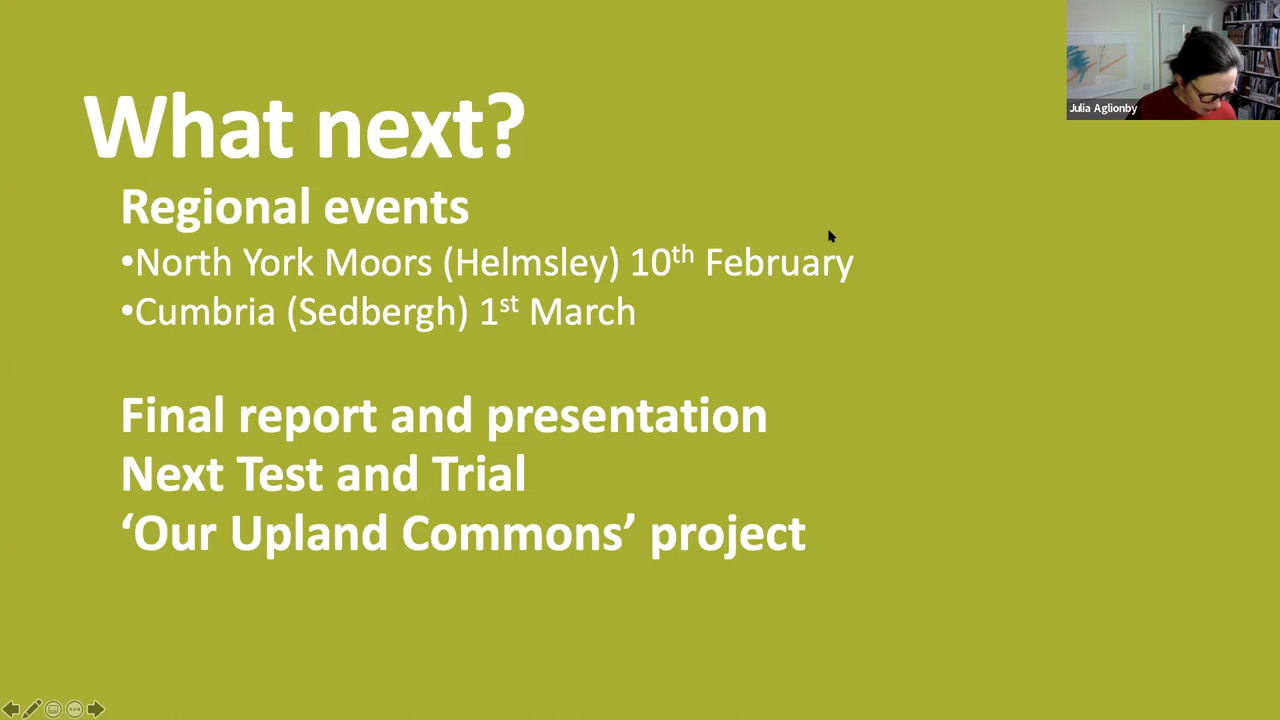 What next?
Julia Aglionby
Regional events
•North York Moors (Helmsley) 10th February
•Cumbria (Sedbergh) 1st March
Final report and presentation
Next Test and Trial
‘Our Upland Commons’ project